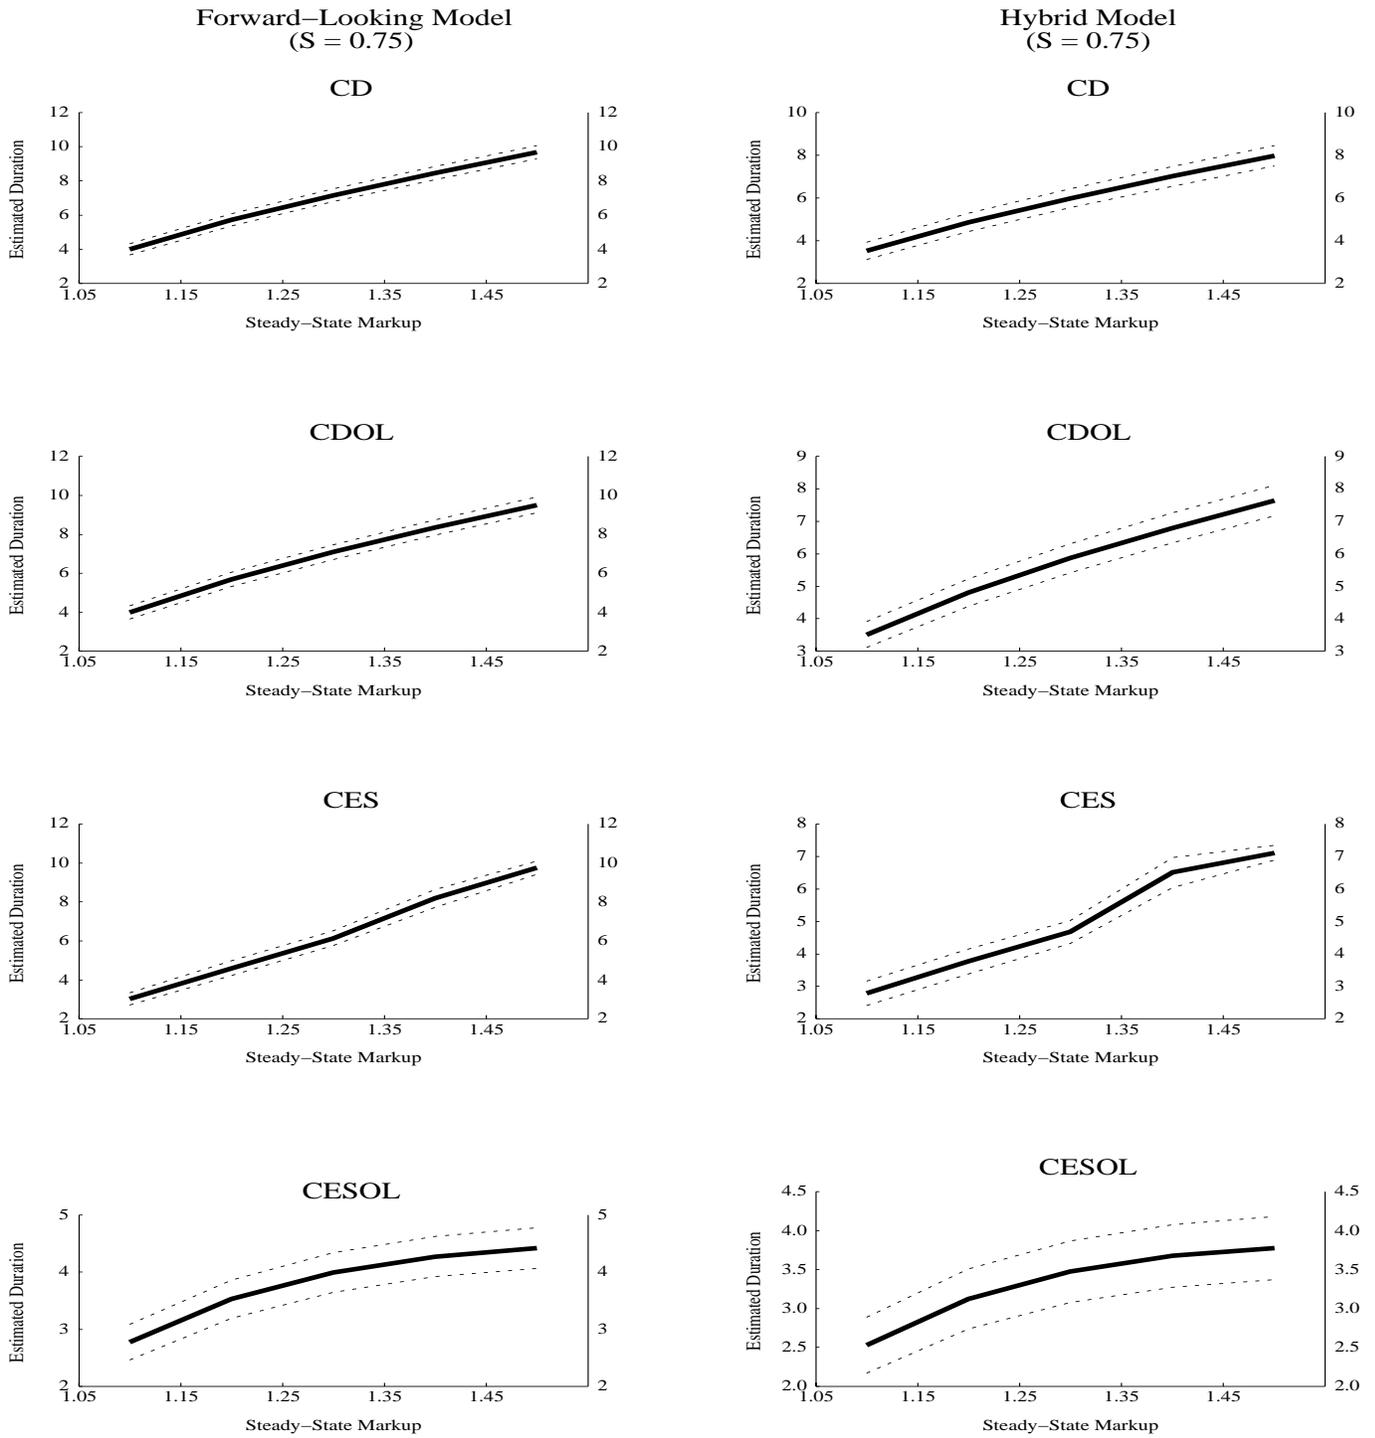 Forward–Looking Model
(S = 0.75)
Hybrid Model
(S = 0.75)
CD
12 12
10 10
8 8
6 6
4 4
2 2
1.05 1.15 1.25 1.35 1.45
Estimated Duration
Steady–State Markup
CD
10 10
8 8
6 6
4 4
2 2
1.05 1.15 1.25 1.35 1.45
Estimated Duration
Steady–State Markup
CDOL
12 12
10 10
8 8
6 6
4 4
2 2
1.05 1.15 1.25 1.35 1.45
Estimated Duration
Steady–State Markup
CDOL
9 9
8 8
7 7
6 6
5 5
4 4
3 3
1.05 1.15 1.25 1.35 1.45
Estimated Duration
Steady–State Markup
CES
12 12
10 10
8 8
6 6
4 4
2 2
1.05 1.15 1.25 1.35 1.45
Estimated Duration
Steady–State Markup
CES
8 8
7 7
6 6
5 5
4 4
3 3
2 2
1.05 1.15 1.25 1.35 1.45
Estimated Duration
Steady–State Markup
CESOL
5 5
4 4
3 3
2 2
1.05 1.15 1.25 1.35 1.45
Estimated Duration
Steady–State Markup
CESOL
4.5 4.5
4.0 4.0
3.5 3.5
3.0 3.0
2.5 2.5
2.0 2.0
1.05 1.15 1.25 1.35 1.45
Estimated Duration
Steady–State Markup